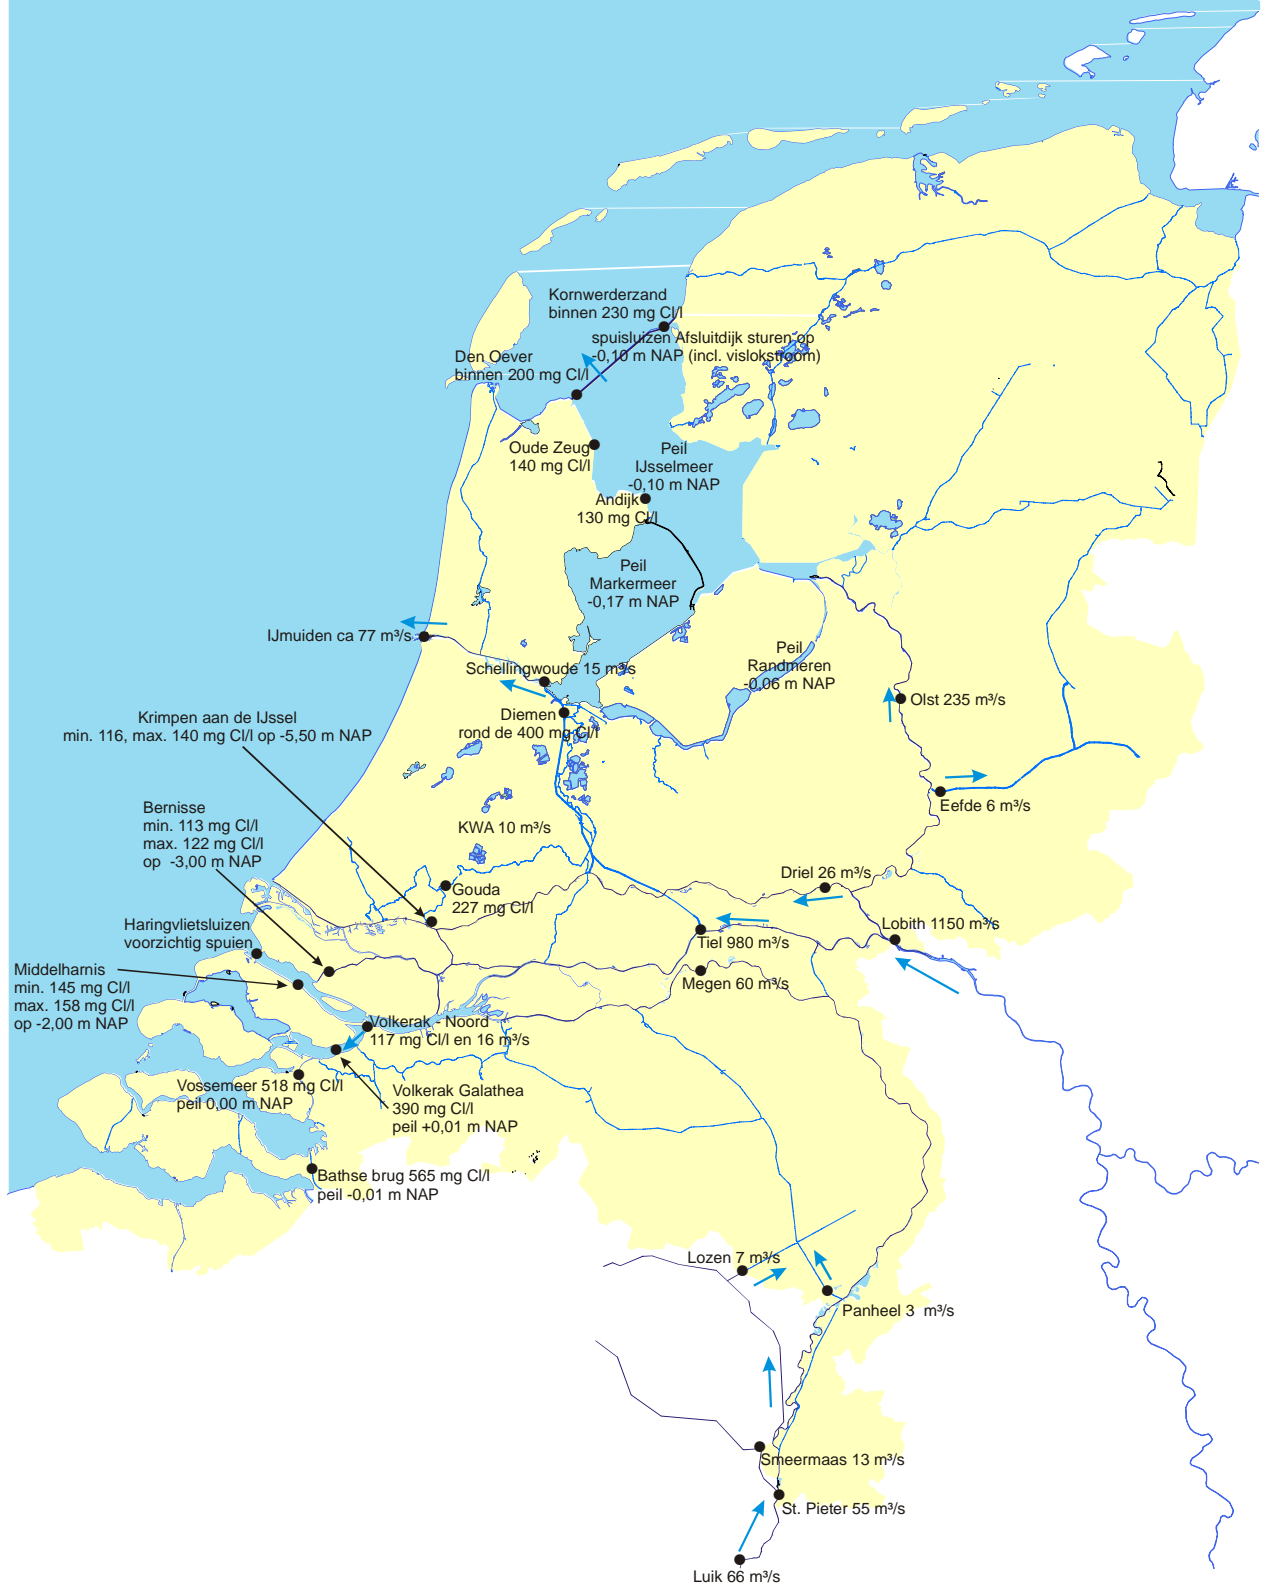 Kornwerderzand
binnen 230 mg Cl/l
spuisluizen Afsluitdijk sturen op
-0,10 m NAP (incl. vislokstroom)
Den Oever
binnen 200 mg Cl/l
Oude Zeug
140 mg Cl/l
Peil
IJsselmeer
-0,10 m NAP
Andijk
130 mg Cl/l
Peil
Markermeer
-0,17 m NAP
IJmuiden ca 77 m³/s
Schellingwoude 15 m³/s
Peil
Randmeren
-0,06 m NAP
Olst 235 m³/s
Diemen
rond de 400 mg Cl/l
Krimpen aan de IJssel
min. 116, max. 140 mg Cl/l op -5,50 m NAP
Eefde 6 m³/s
Bernisse
min. 113 mg Cl/l
max. 122 mg Cl/l
op -3,00 m NAP
KWA 10 m³/s
Driel 26 m³/s
Gouda
227 mg Cl/l
Lobith 1150 m³/s
Haringvlietsluizen
voorzichtig spuien
Tiel 980 m³/s
Middelharnis
min. 145 mg Cl/l
max. 158 mg Cl/l
op -2,00 m NAP
Megen 60 m³/s
Volkerak - Noord
117 mg Cl/l en 16 m³/s
Vossemeer 518 mg Cl/l
peil 0,00 m NAP
Volkerak Galathea
390 mg Cl/l
peil +0,01 m NAP
Bathse brug 565 mg Cl/l
peil -0,01 m NAP
Lozen 7 m³/s
Panheel 3 m³/s
Smeermaas 13 m³/s
St. Pieter 55 m³/s
Luik 66 m³/s